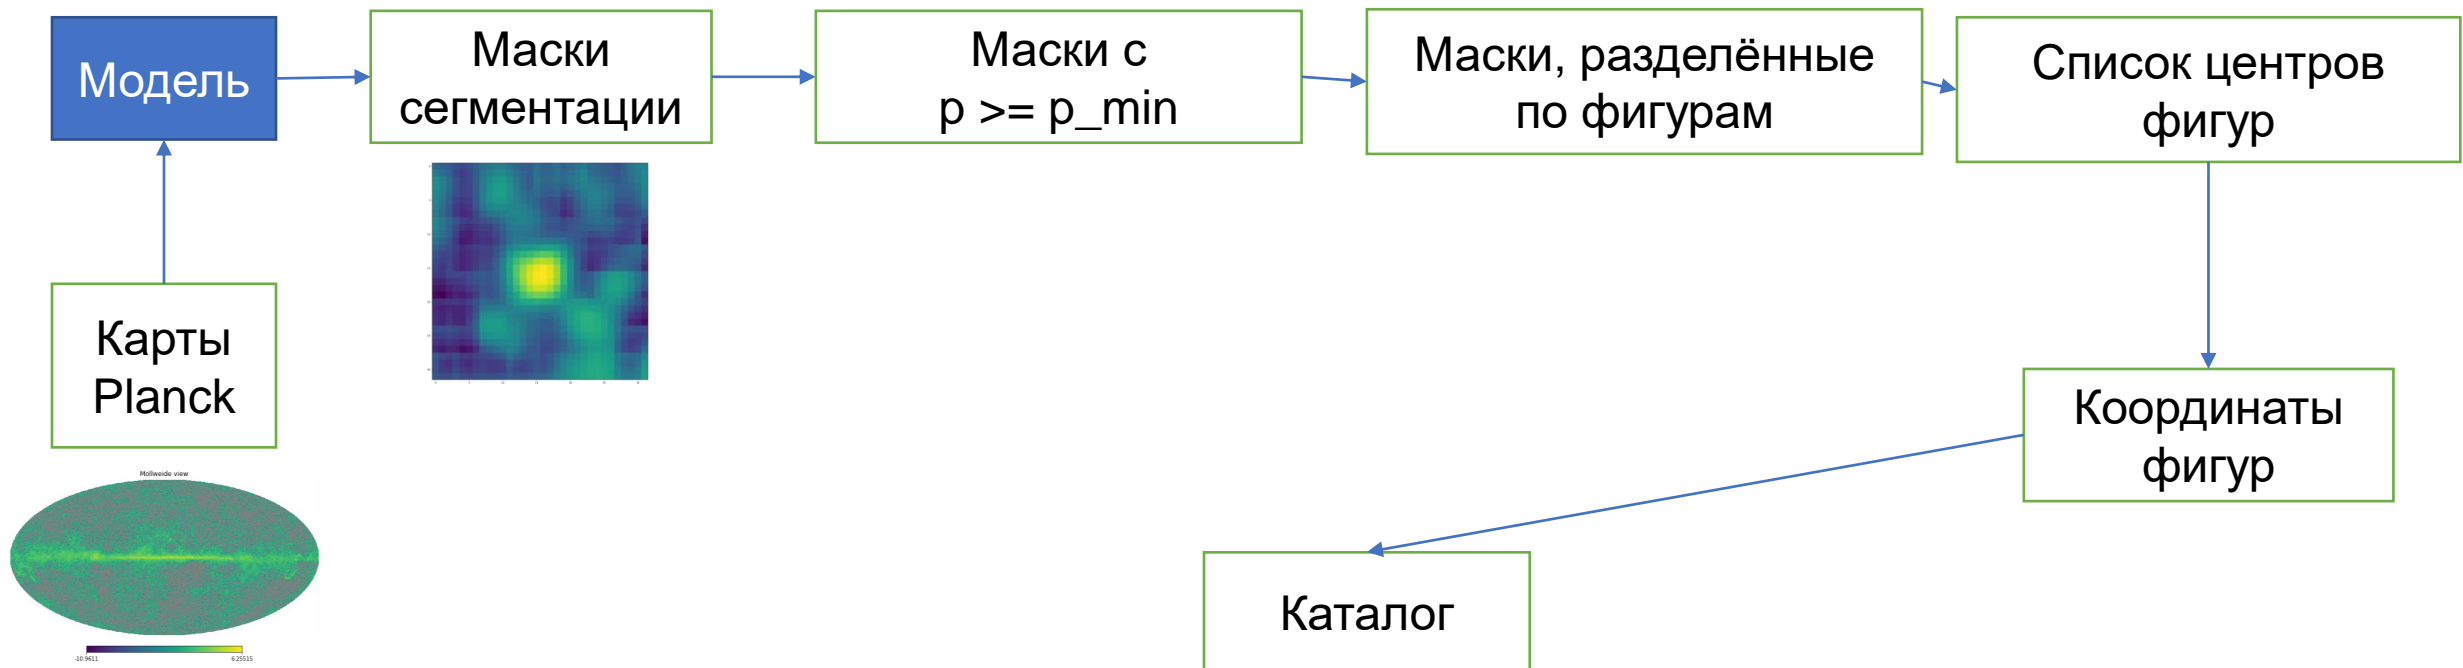 Модель
Маски
сегментации
Маски с
p >= p_min
Маски, разделённые
по фигурам
Список центров
фигур
Карты
Planck
Координаты
фигур
Mollweide view
-10.9611
6.25515
Каталог